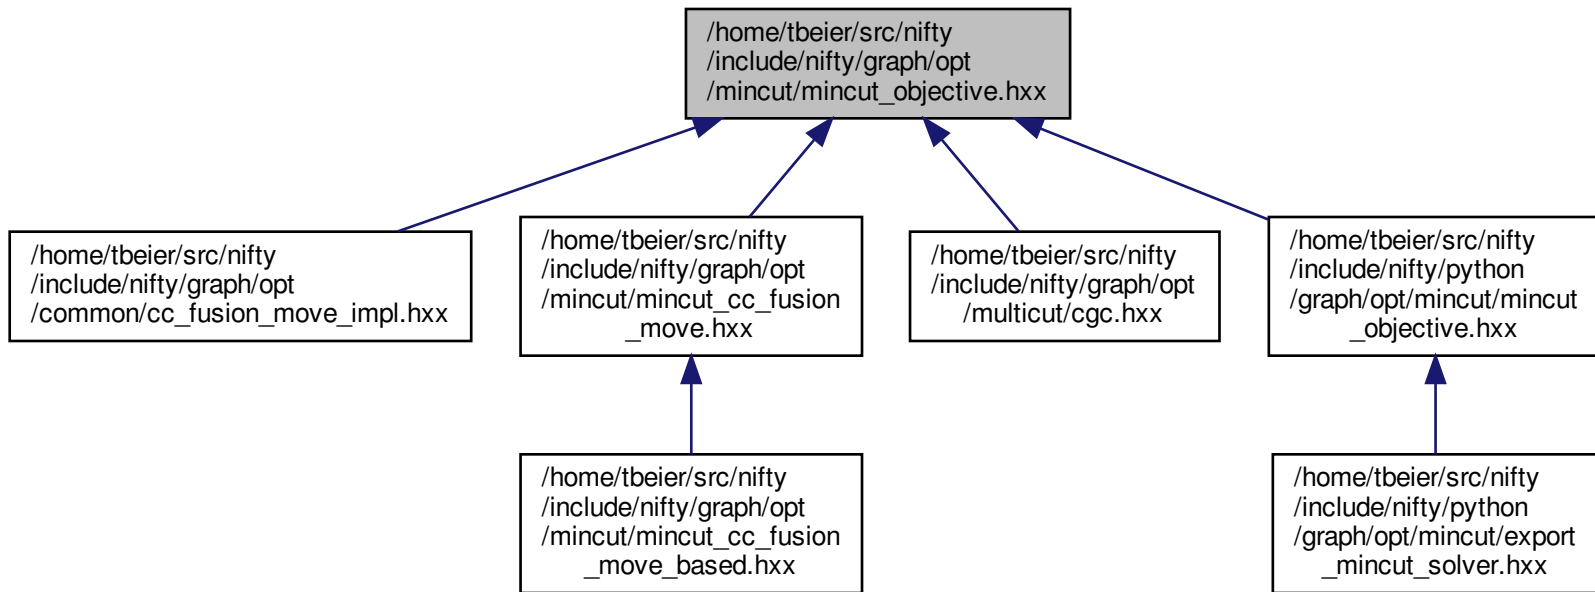 /home/tbeier/src/nifty
/include/nifty/graph/opt
/mincut/mincut_objective.hxx
/home/tbeier/src/nifty
/include/nifty/graph/opt
/common/cc_fusion_move_impl.hxx
/home/tbeier/src/nifty
/include/nifty/graph/opt
/mincut/mincut_cc_fusion
_move.hxx
/home/tbeier/src/nifty
/include/nifty/graph/opt
/multicut/cgc.hxx
/home/tbeier/src/nifty
/include/nifty/python
/graph/opt/mincut/mincut
_objective.hxx
/home/tbeier/src/nifty
/include/nifty/graph/opt
/mincut/mincut_cc_fusion
_move_based.hxx
/home/tbeier/src/nifty
/include/nifty/python
/graph/opt/mincut/export
_mincut_solver.hxx